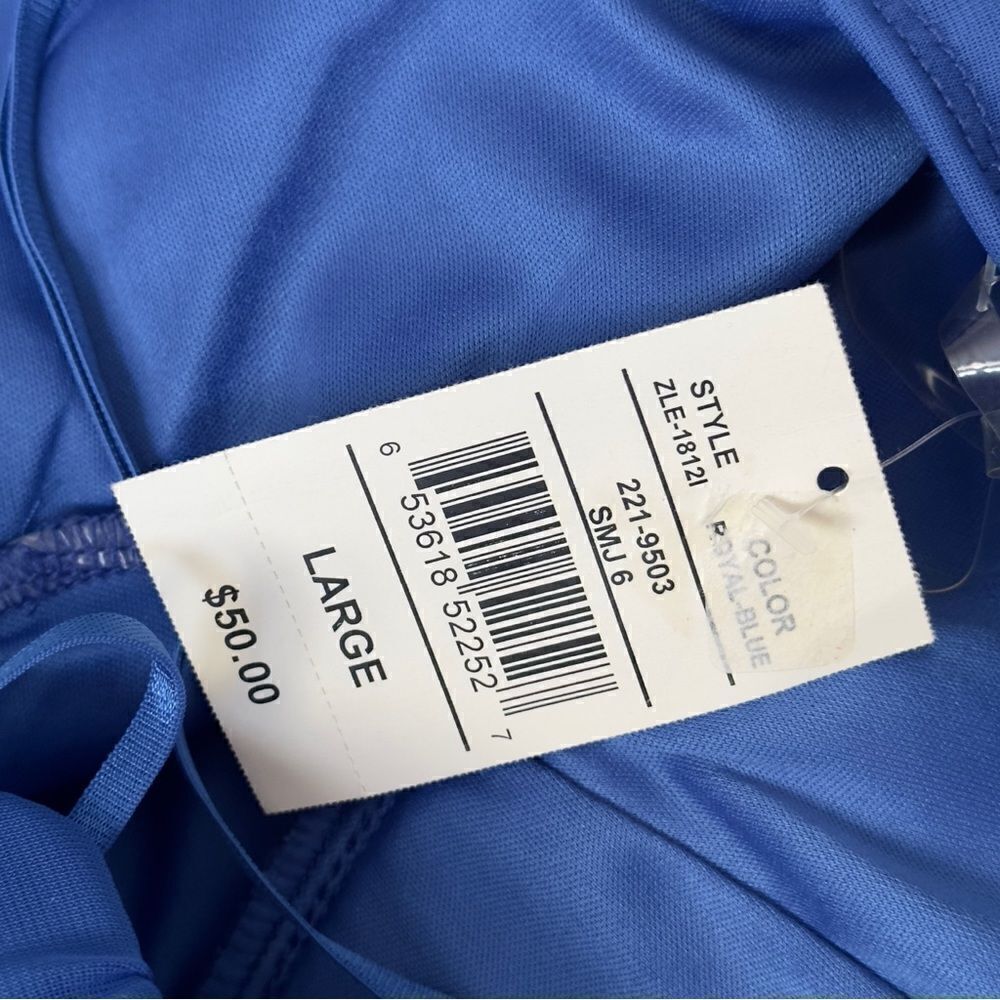 STYLE
ZLE-1812I
COLOR
ROYAL-BLUE
221-9503
SMJ 6
6 53618 52252 7
LARGE
$50.00